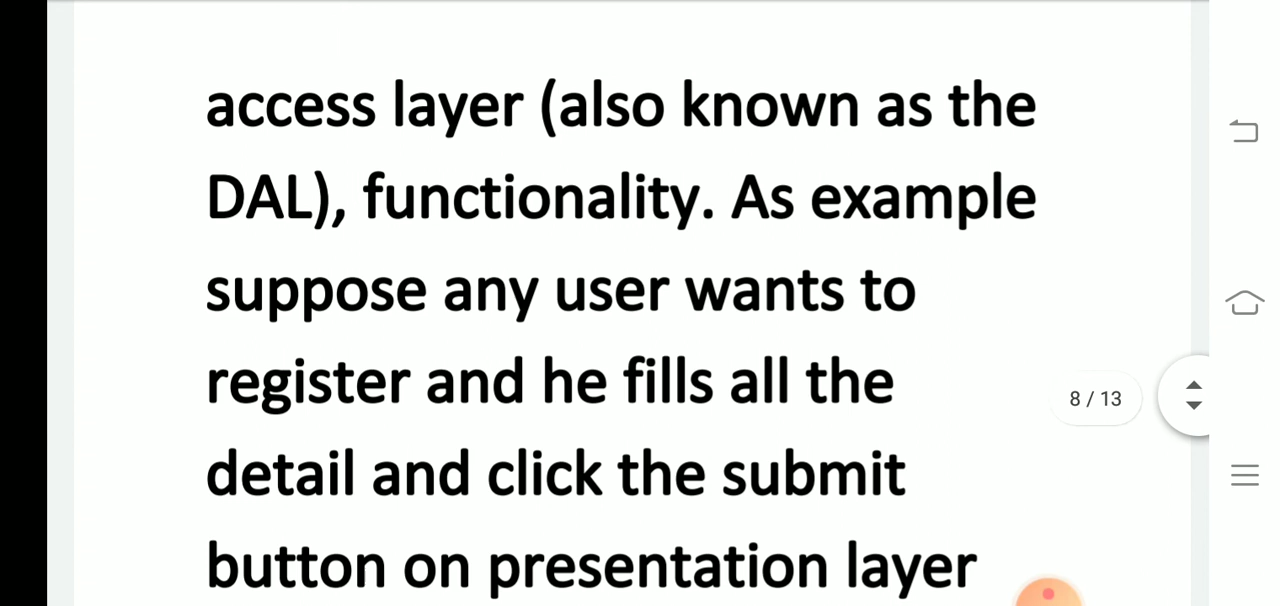 access layer (also known as the
DAL), functionality. As example
suppose any user wants to
register and he fills all the
8 / 13
detail and click the submit
button on presentation layer